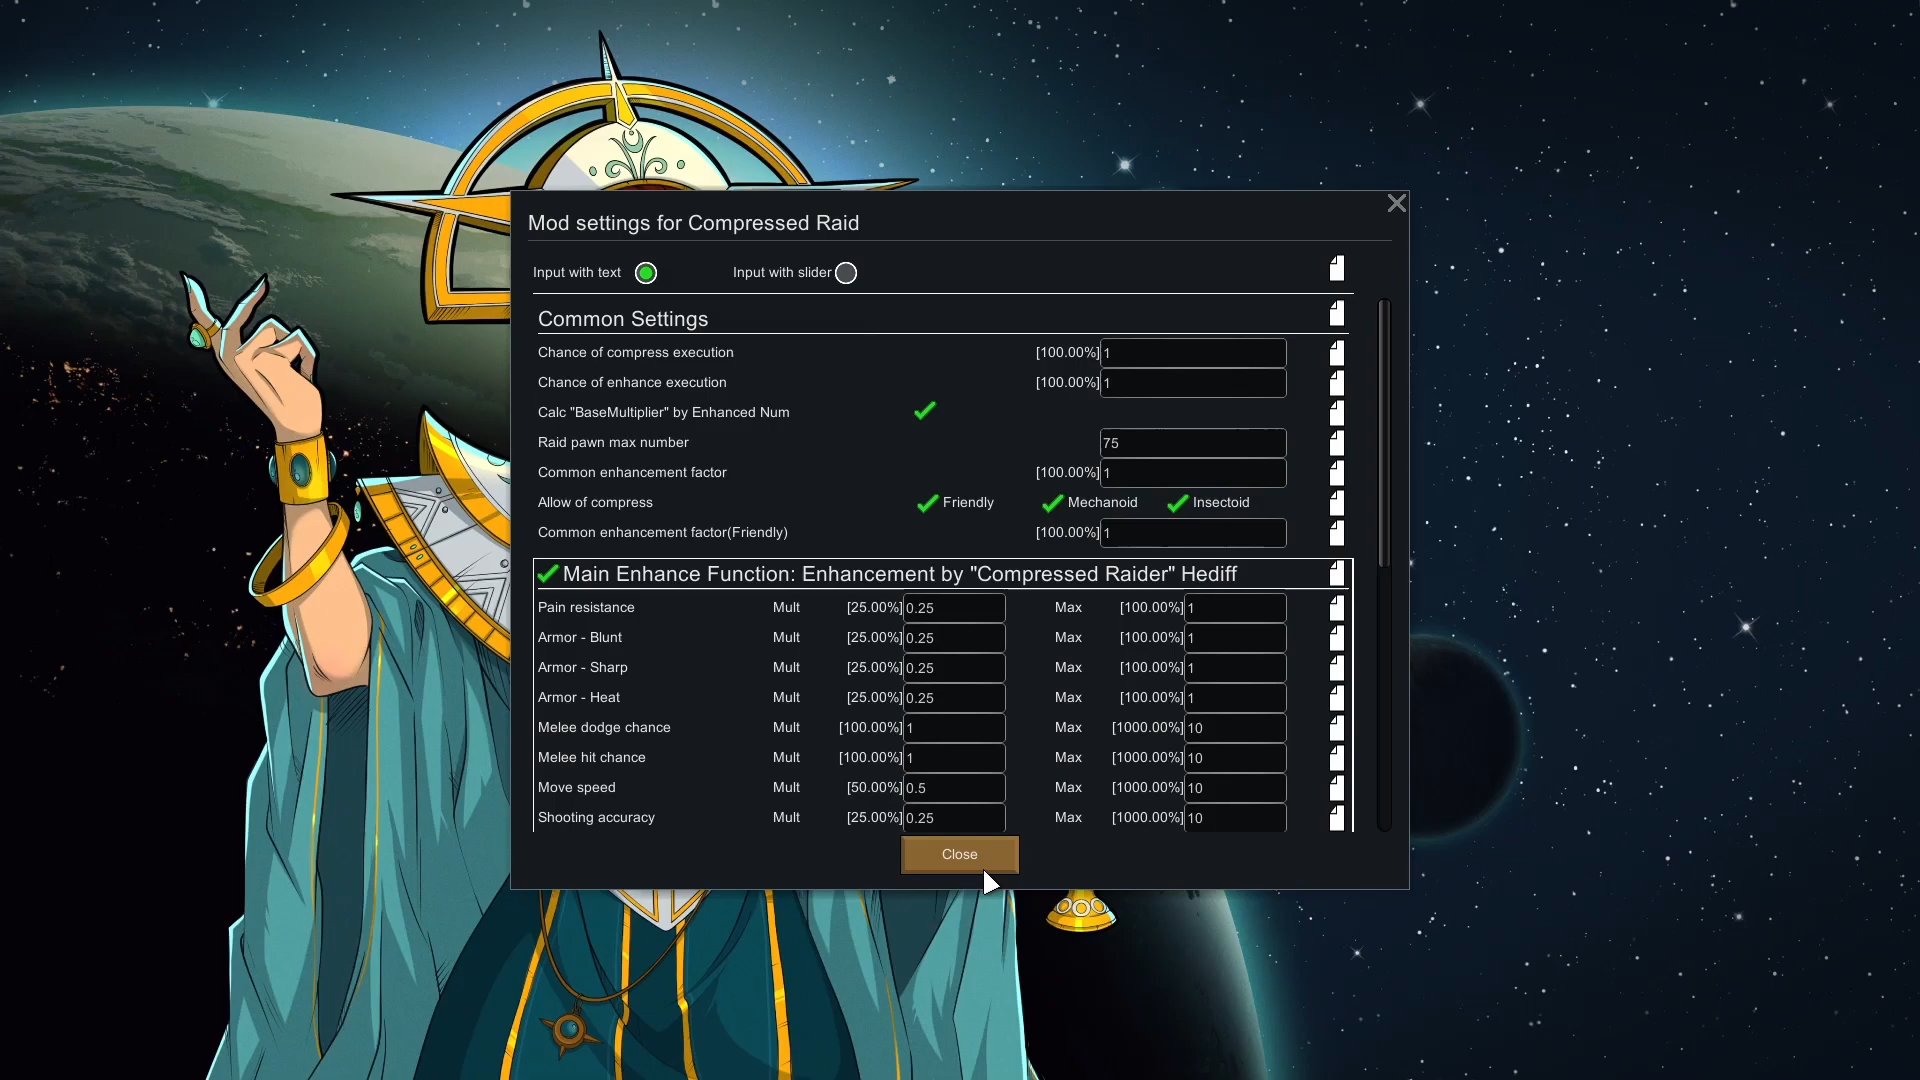 Mod settings for Compressed Raid
Input with text Input with slider
Common Settings
Chance of compress execution [100.00%] 1
Chance of enhance execution [100.00%] 1
Calc "BaseMultiplier" by Enhanced Num
Raid pawn max number 75
Common enhancement factor [100.00%] 1
Allow of compress Friendly Mechanoid Insectoid
Common enhancement factor(Friendly) [100.00%] 1
Main Enhance Function: Enhancement by "Compressed Raider" Hediff
Pain resistance Mult [25.00%] 0.25 Max [100.00%] 1
Armor - Blunt Mult [25.00%] 0.25 Max [100.00%] 1
Armor - Sharp Mult [25.00%] 0.25 Max [100.00%] 1
Armor - Heat Mult [25.00%] 0.25 Max [100.00%] 1
Melee dodge chance Mult [100.00%] 1 Max [1000.00%] 10
Melee hit chance Mult [100.00%] 1 Max [1000.00%] 10
Move speed Mult [50.00%] 0.5 Max [1000.00%] 10
Shooting accuracy Mult [25.00%] 0.25 Max [1000.00%] 10
Close